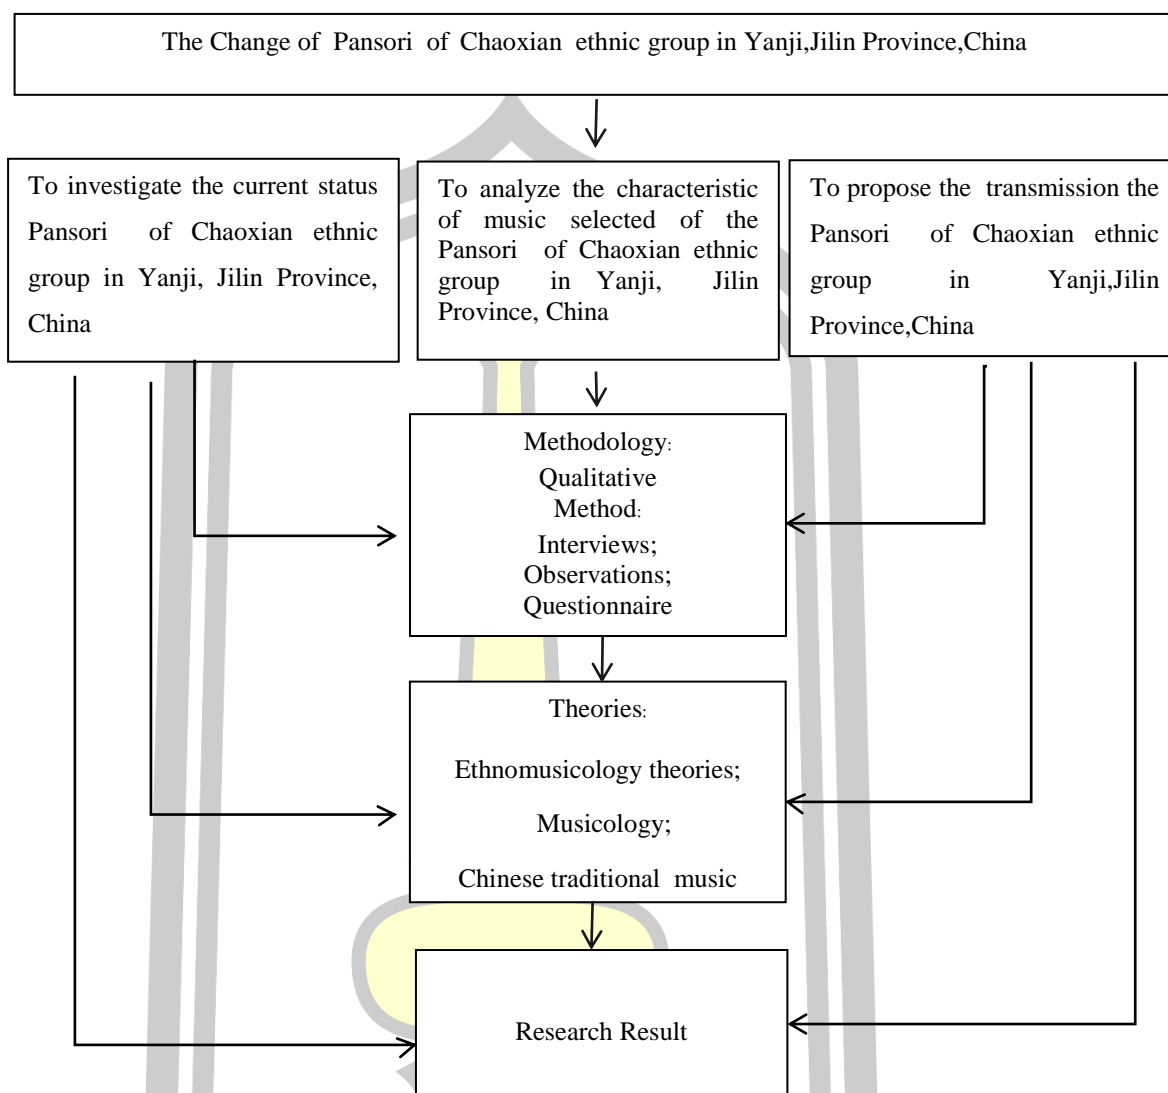 The Change of Pansori of Chaoxian ethnic group in Yanji,Jilin Province,China
To investigate the current status
Pansori of Chaoxian ethnic
group in Yanji, Jilin Province,
China
To analyze the characteristic
of music selected of the
Pansori of Chaoxian ethnic
group in Yanji, Jilin
Province, China
To propose the transmission the
Pansori of Chaoxian ethnic
group in Yanji,Jilin
Province,China
Methodology:
Qualitative
Method:
Interviews;
Observations;
Questionnaire
Theories:
Ethnomusicology theories;
Musicology;
Chinese traditional music
Research Result